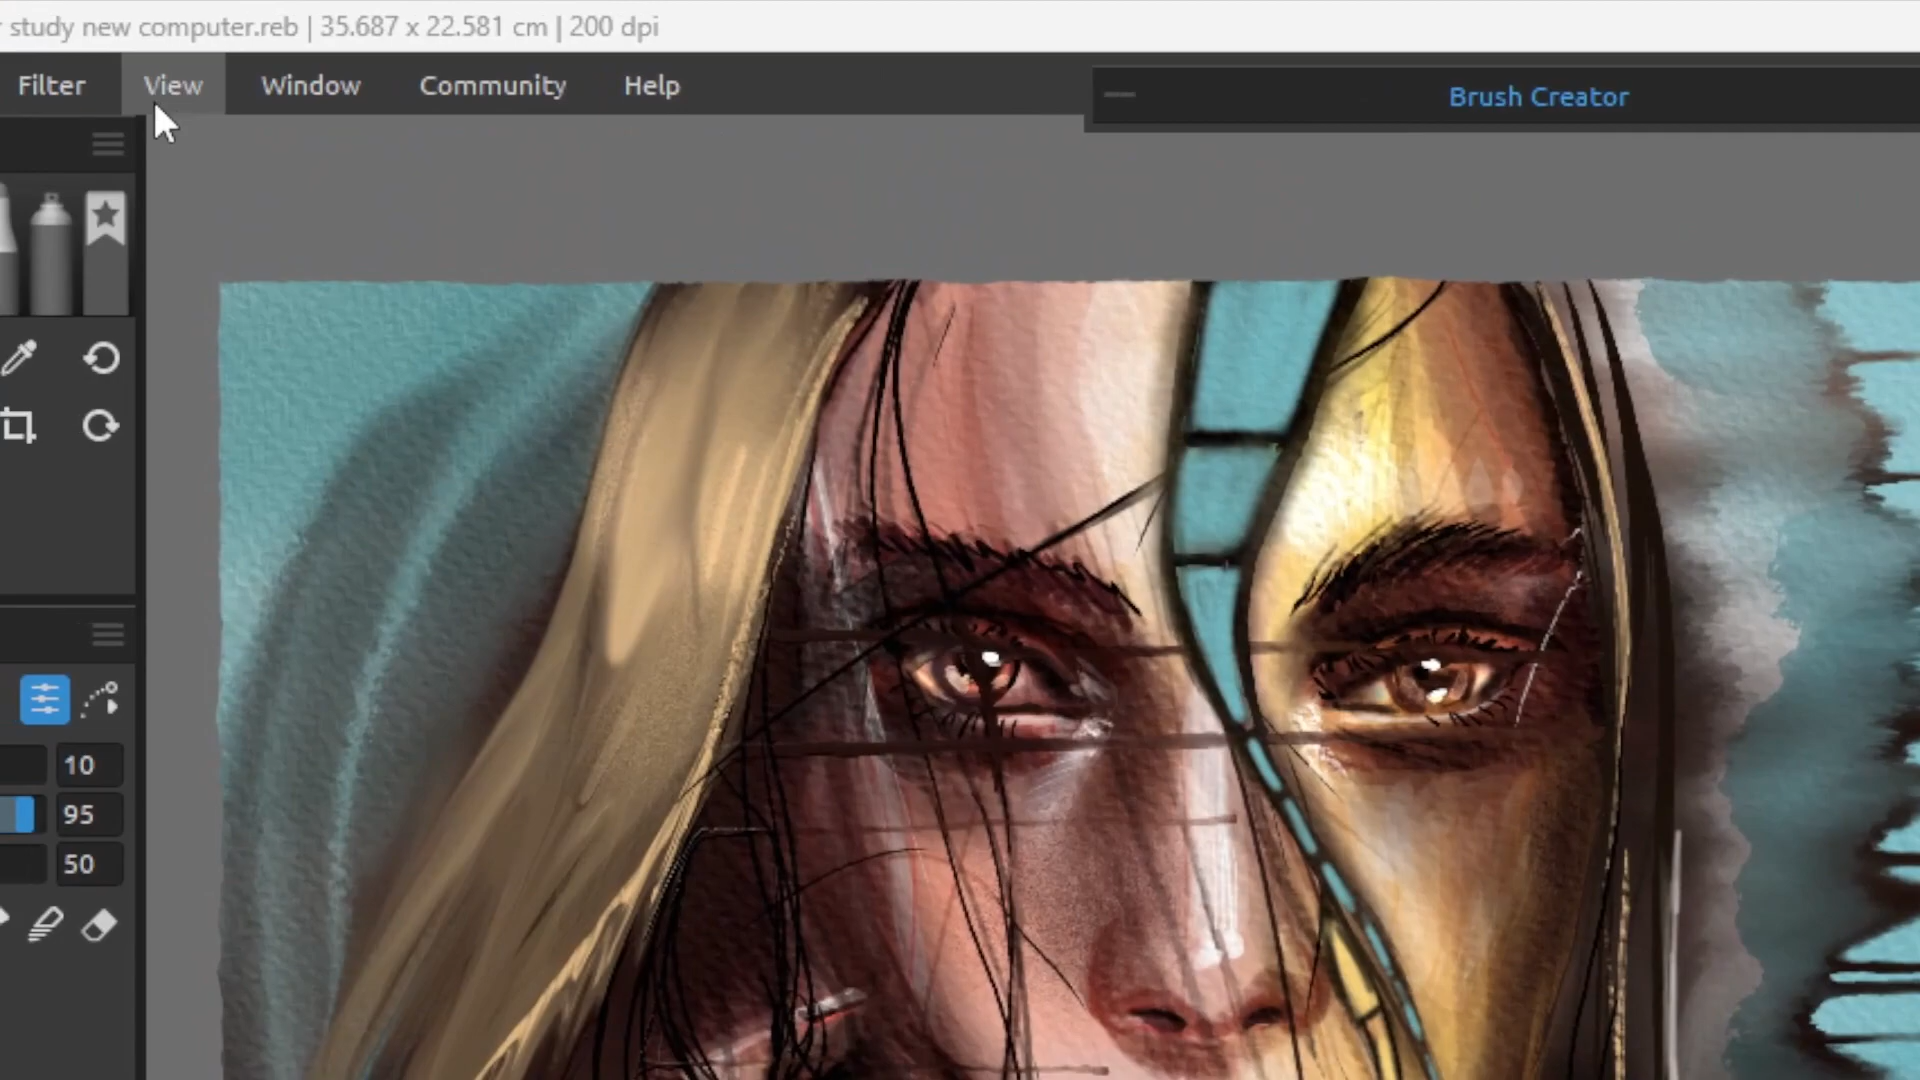 study new computer.reb | 35.687 x 22.581 cm | 200 dpi
Filter View Window Community Help
Brush Creator
10
95
50